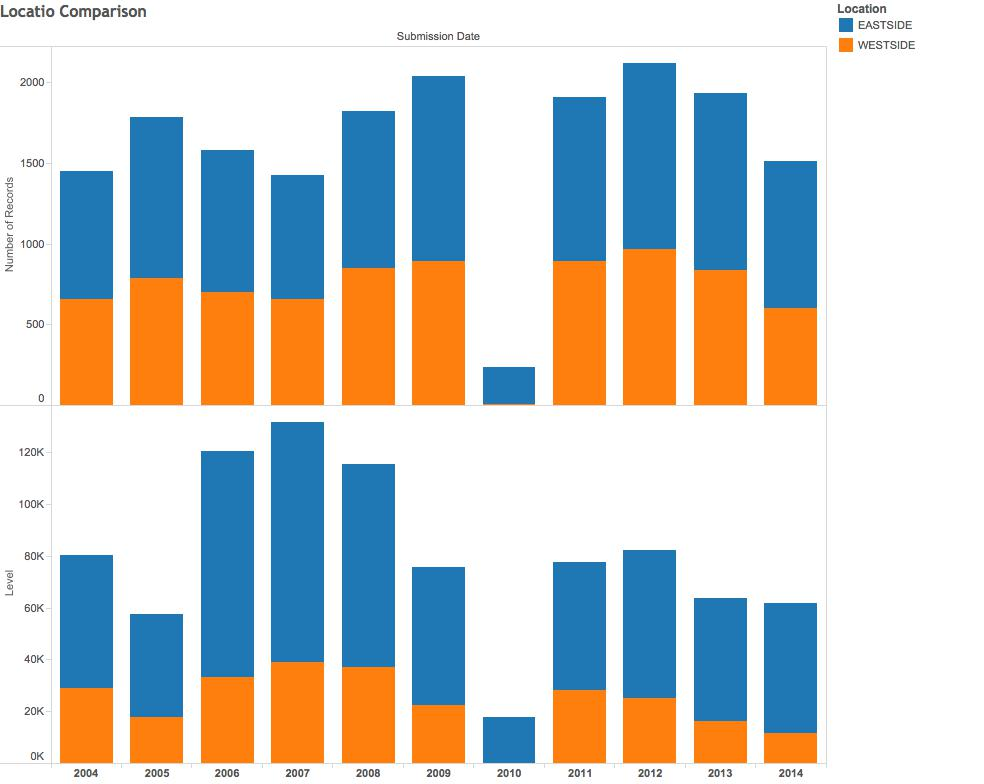 Locatio Comparison
Location
EASTSIDE
WESTSIDE
Submission Date
Number of Records
2000
1500
1000
500
0
Level
120K
100K
80K
60K
40K
20K
0K
2004 2005 2006 2007 2008 2009 2010 2011 2012 2013 2014